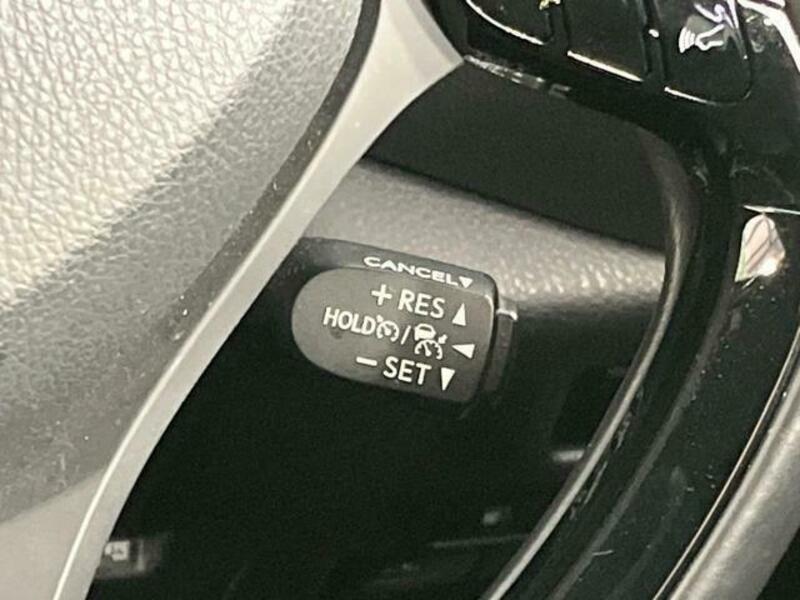 CANCEL▼
+ RES ▲
HOLD / ◀
− SET ▼